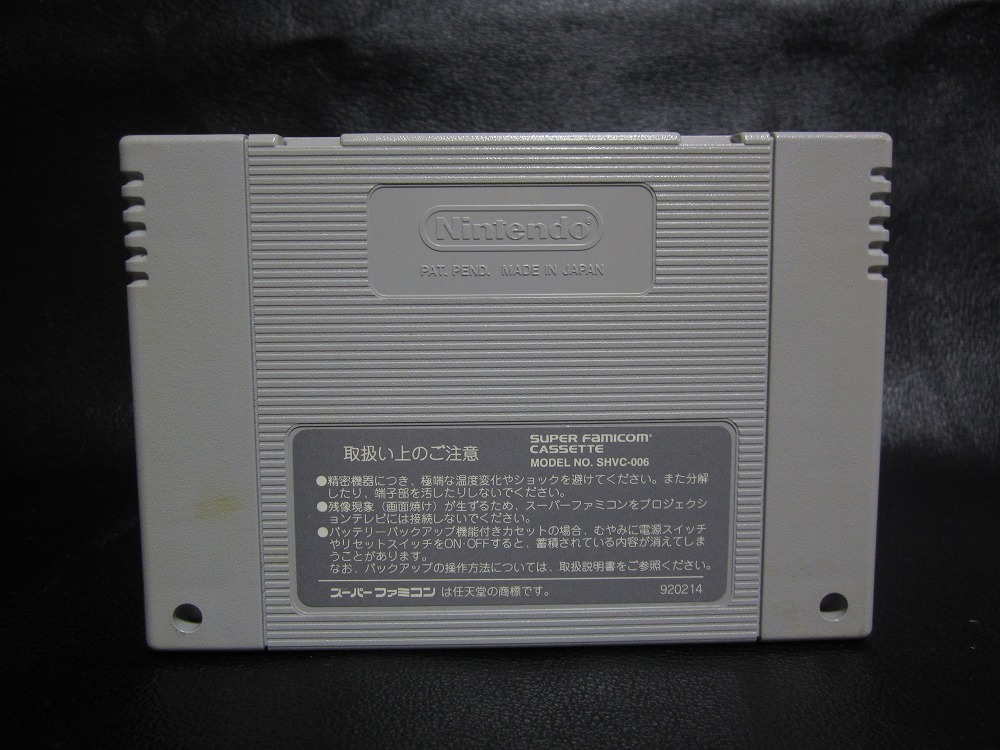 Nintendo®
PAT. PEND. MADE IN JAPAN
取扱い上のご注意
SUPER FAMICOM®
CASSETTE
MODEL NO. SHVC-006
●精密機器につき、極端な温度変化やショックを避けてください。また分解
したり、端子部を汚したりしないでください。
●残像現象（画面焼け）が生ずるため、スーパーファミコンをプロジェクシ
ョンテレビには接続しないでください。
●バッテリーバックアップ機能付きカセットの場合、むやみに電源スイッチ
やリセットスイッチをON·OFFすると、蓄積されている内容が消えてしま
うことがあります。
なお、バックアップの操作方法については、取扱説明書をご参照ください。
スーパーファミコン は任天堂の商標です。 920214